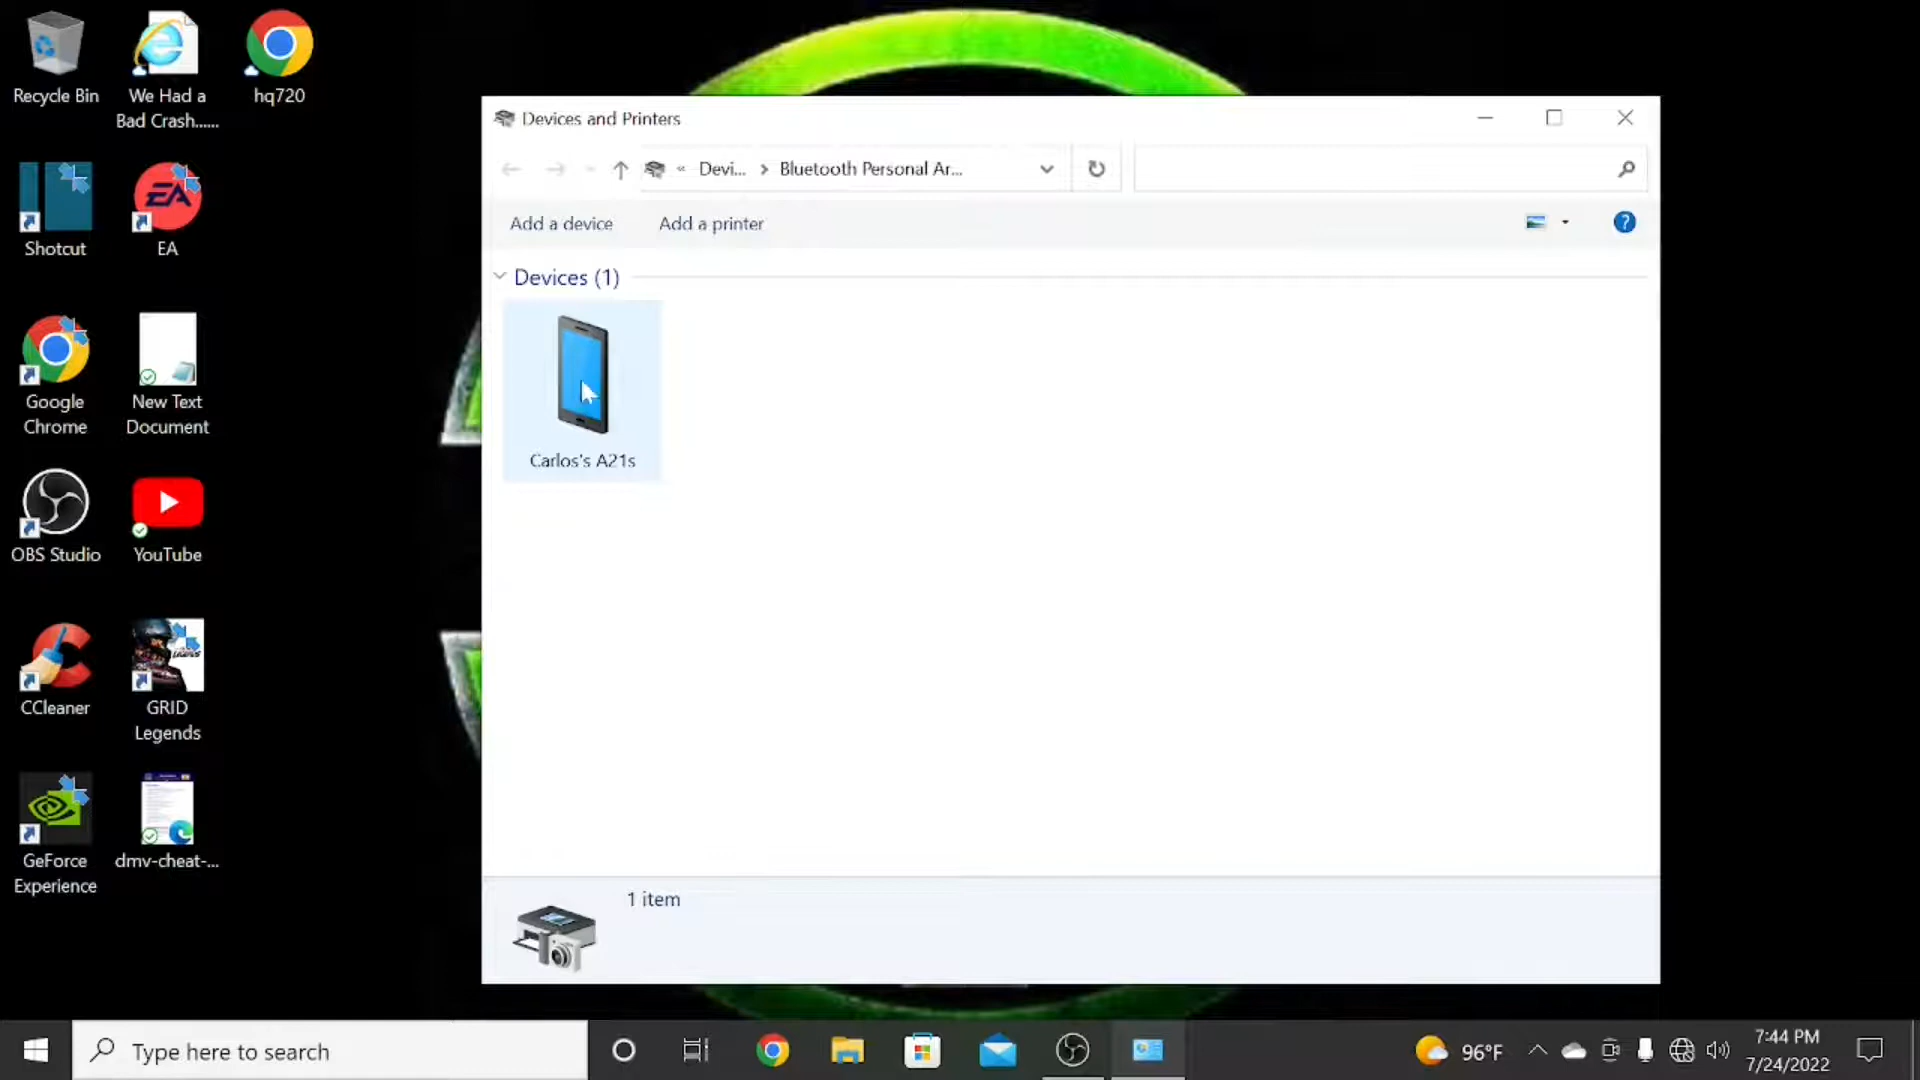 Recycle Bin
We Had a
Bad Crash......
hq720
Shotcut
EA
EA
Google
Chrome
New Text
Document
OBS Studio
YouTube
CCleaner
GRID
Legends
GeForce
Experience
dmv-cheat-...
Devices and Printers
« Devi... > Bluetooth Personal Ar...
Add a device
Add a printer
?
Devices (1)
Carlos's A21s
1 item
Type here to search
96°F
7:44 PM
7/24/2022